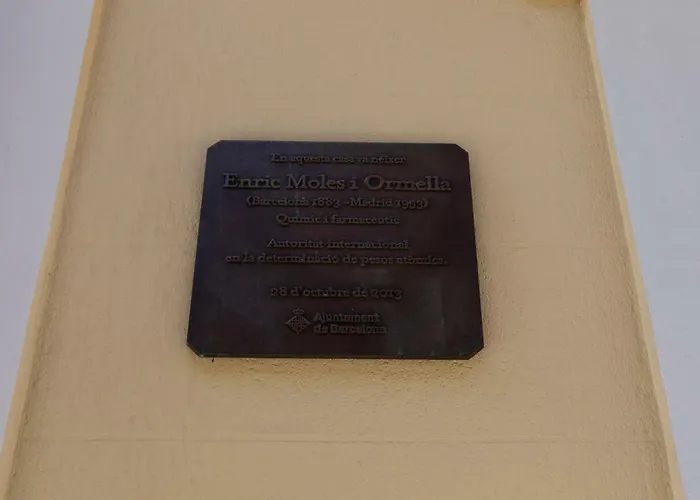 En aquesta casa va néixer
Enric Moles i Ormella
(Barcelona 1883 - Madrid 1953)
Químic i farmacèutic
Autoritat internacional
en la determinació de pesos atòmics.
28 d'octubre de 2013
Ajuntament
de Barcelona